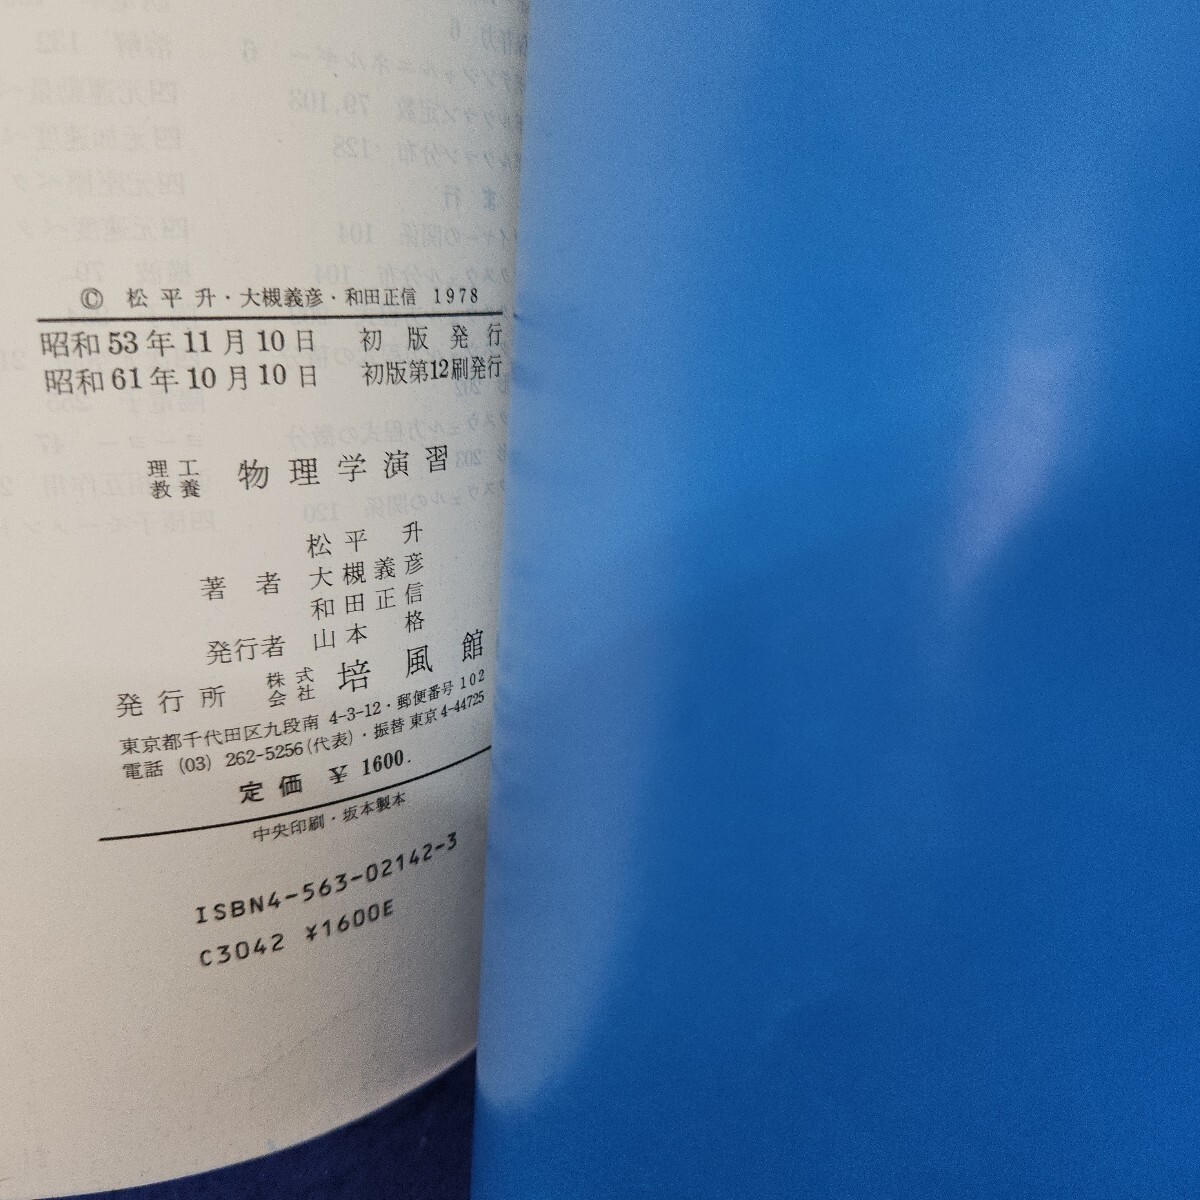 © 松平升・大槻義彦・和田正信 1978
昭和53年11月10日 初版発行
昭和61年10月10日 初版第12刷発行
理工教養 物理学演習
著者 松平升
大槻義彦
和田正信
発行者 山本格
発行所 株式会社 培風館
東京都千代田区九段南 4-3-12・郵便番号 102
電話 (03) 262-5256(代表)・振替 東京 4-44725
定価 ¥ 1600.
中央印刷・坂本製本
ISBN4-563-02142-3
C3042 ¥1600E